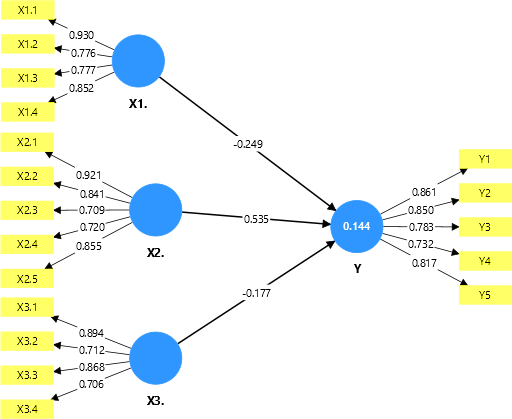 X1.1
0.930
X1.2
0.776
X1.3
0.777
X1.4
0.852
X1.
-0.249
X2.1
0.921
X2.2
0.841
X2.3
0.709
X2.4
0.720
X2.5
0.855
X2.
0.535
X3.1
0.894
X3.2
0.712
X3.3
0.868
X3.4
0.706
X3.
-0.177
0.144
Y
Y1
0.861
Y2
0.850
Y3
0.783
Y4
0.732
Y5
0.817